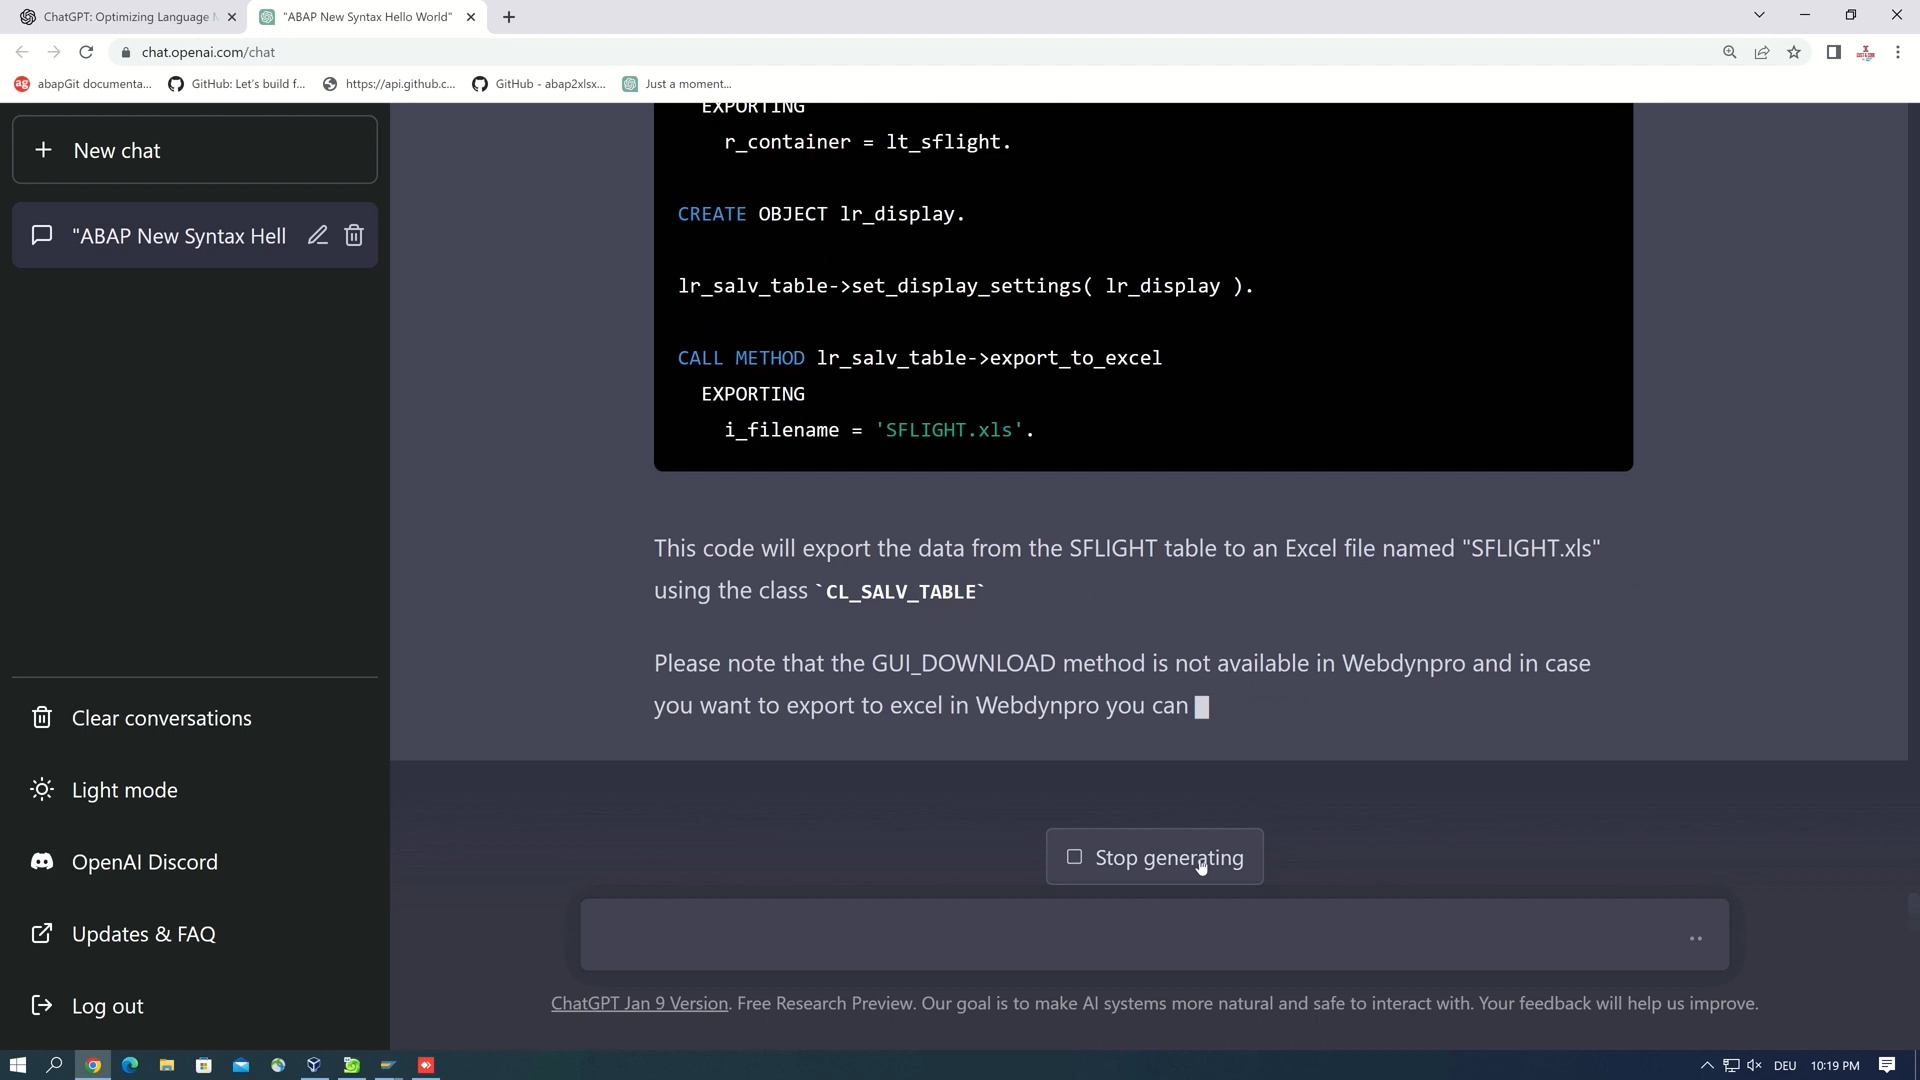 ChatGPT: Optimizing Language M
"ABAP New Syntax Hello World"
chat.openai.com/chat
abapGit documenta...
GitHub: Let's build f...
https://api.github.c...
GitHub - abap2xlsx...
Just a moment...
New chat
"ABAP New Syntax Hell
EXPORTING
r_container = lt_sflight.
CREATE OBJECT lr_display.
lr_salv_table->set_display_settings( lr_display ).
CALL METHOD lr_salv_table->export_to_excel
EXPORTING
i_filename = 'SFLIGHT.xls'.
This code will export the data from the SFLIGHT table to an Excel file named "SFLIGHT.xls"
using the class `CL_SALV_TABLE`
Please note that the GUI_DOWNLOAD method is not available in Webdynpro and in case
you want to export to excel in Webdynpro you can
Clear conversations
Light mode
OpenAI Discord
Updates & FAQ
Log out
Stop generating
ChatGPT Jan 9 Version. Free Research Preview. Our goal is to make AI systems more natural and safe to interact with. Your feedback will help us improve.
DEU
10:19 PM